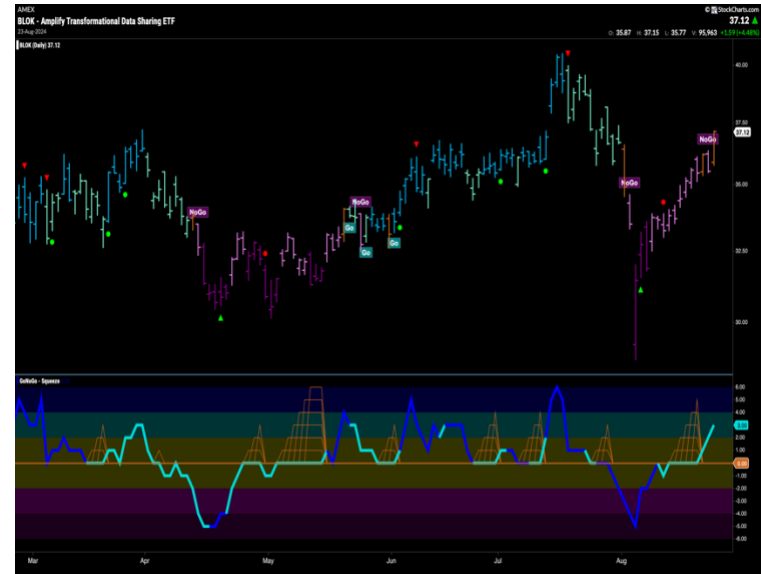 AMEX
© StockCharts.com
BLOK - Amplify Transformational Data Sharing ETF
37.12
23-Aug-2024
O: 35.87 H: 37.15 L: 35.77 V: 95,963 +1.59 (+4.48%)
BLOK (Daily) 37.12
40.00
37.50
NoGo
37.12
NoGo
35.00
NoGo
NoGo
Go
Go
Go
32.50
30.00
GoNoGo - Squeeze
6.00
5.00
4.00
3.00
2.00
1.00
0.00
-1.00
-2.00
-3.00
-4.00
-5.00
-6.00
Mar Apr May Jun Jul Aug